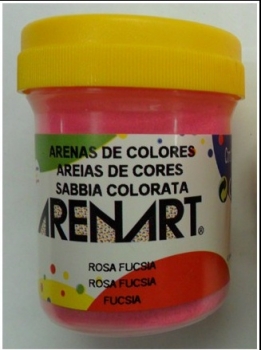 ARENAS DE COLORES
AREIAS DE CORES
SABBIA COLORATA
ARENART®
ROSA FUCSIA
ROSA FUCSIA
FUCSIA